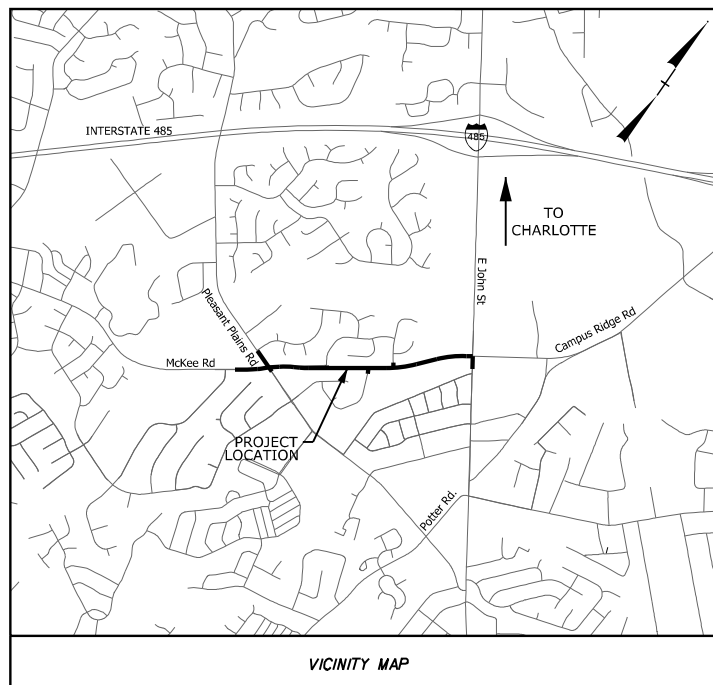 INTERSTATE 485
485
TO
CHARLOTTE
E John St
Pleasant Plains Rd
Campus Ridge Rd
McKee Rd
PROJECT
LOCATION
Potter Rd.
VICINITY MAP